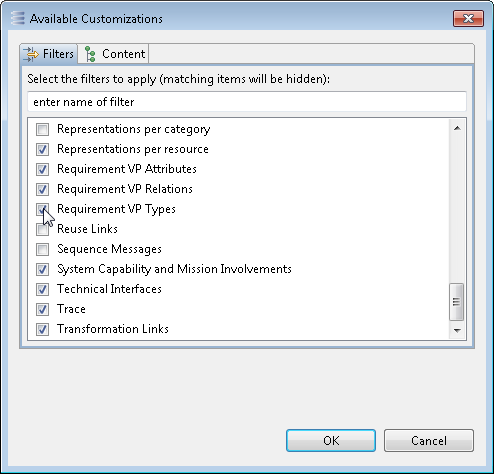 Available Customizations
Filters Content
Select the filters to apply (matching items will be hidden):
enter name of filter
Representations per category
Representations per resource
Requirement VP Attributes
Requirement VP Relations
Requirement VP Types
Reuse Links
Sequence Messages
System Capability and Mission Involvements
Technical Interfaces
Trace
Transformation Links
OK Cancel